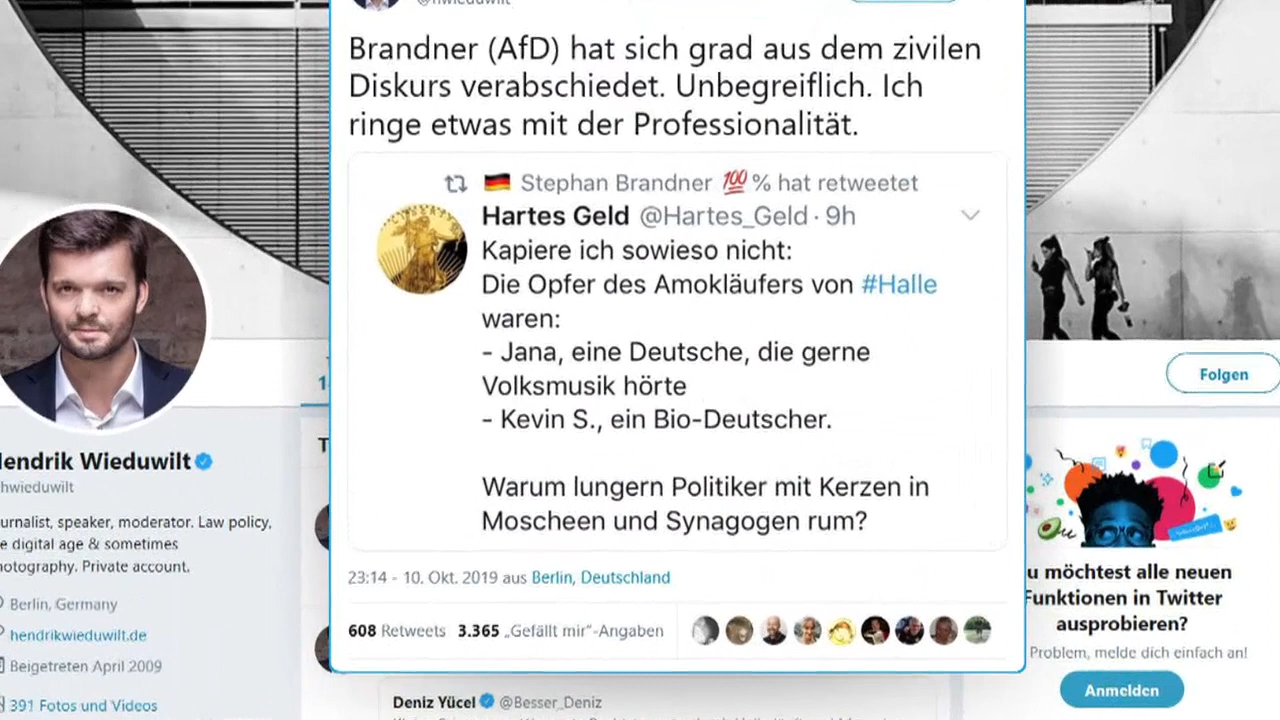 @hwieduwilt
Brandner (AfD) hat sich grad aus dem zivilen
Diskurs verabschiedet. Unbegreiflich. Ich
ringe etwas mit der Professionalität.
Stephan Brandner 💯 % hat retweetet
Hartes Geld @Hartes_Geld · 9h
Kapiere ich sowieso nicht:
Die Opfer des Amokläufers von #Halle
waren:
- Jana, eine Deutsche, die gerne
Volksmusik hörte
- Kevin S., ein Bio-Deutscher.
Warum lungern Politiker mit Kerzen in
Moscheen und Synagogen rum?
23:14 - 10. Okt. 2019 aus Berlin, Deutschland
608 Retweets 3.365 „Gefällt mir“-Angaben
Deniz Yücel @Besser_Deniz
endrik Wieduwilt
hwieduwilt
urnalist, speaker, moderator. Law policy,
e digital age & sometimes
otography. Private account.
Berlin, Germany
hendrikwieduwilt.de
Beigetreten April 2009
391 Fotos und Videos
Folgen
u möchtest alle neuen
Funktionen in Twitter
ausprobieren?
Problem, melde dich einfach an!
Anmelden